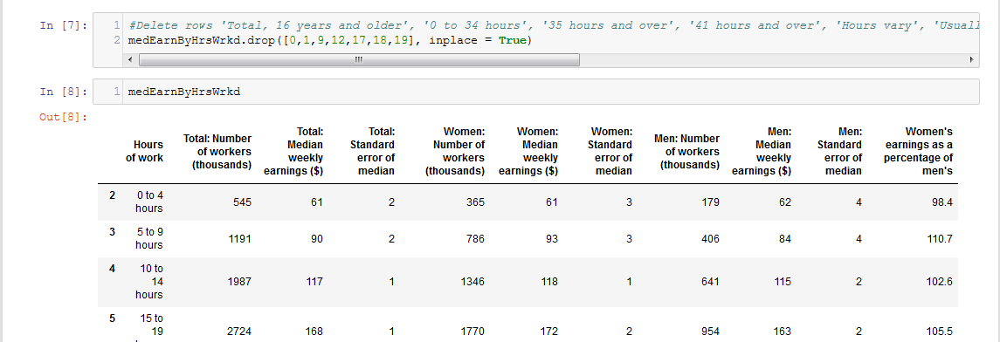 In [7]: 1 #Delete rows 'Total, 16 years and older', '0 to 34 hours', '35 hours and over', '41 hours and over', 'Hours vary', 'Usuall
2 medEarnByHrsWrkd.drop([0,1,9,12,17,18,19], inplace = True)
In [8]: 1 medEarnByHrsWrkd
Out[8]:
Hours of work Total: Number of workers (thousands) Total: Median weekly earnings ($) Total: Standard error of median Women: Number of workers (thousands) Women: Median weekly earnings ($) Women: Standard error of median Men: Number of workers (thousands) Men: Median weekly earnings ($) Men: Standard error of median Women's earnings as a percentage of men's
2 0 to 4 hours 545 61 2 365 61 3 179 62 4 98.4
3 5 to 9 hours 1191 90 2 786 93 3 406 84 4 110.7
4 10 to 14 hours 1987 117 1 1346 118 1 641 115 2 102.6
5 15 to 19 2724 168 1 1770 172 2 954 163 2 105.5